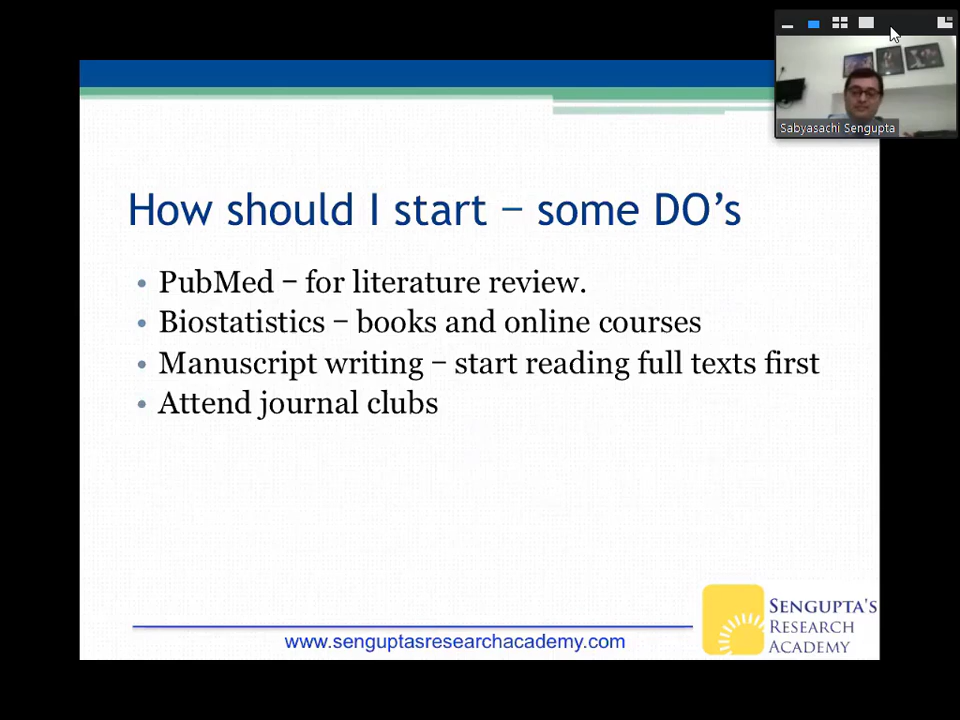 Sabyasachi Sengupta
How should I start – some DO’s
• PubMed – for literature review.
• Biostatistics – books and online courses
• Manuscript writing – start reading full texts first
• Attend journal clubs
SENGUPTA'S
RESEARCH
ACADEMY
www.senguptasresearchacademy.com